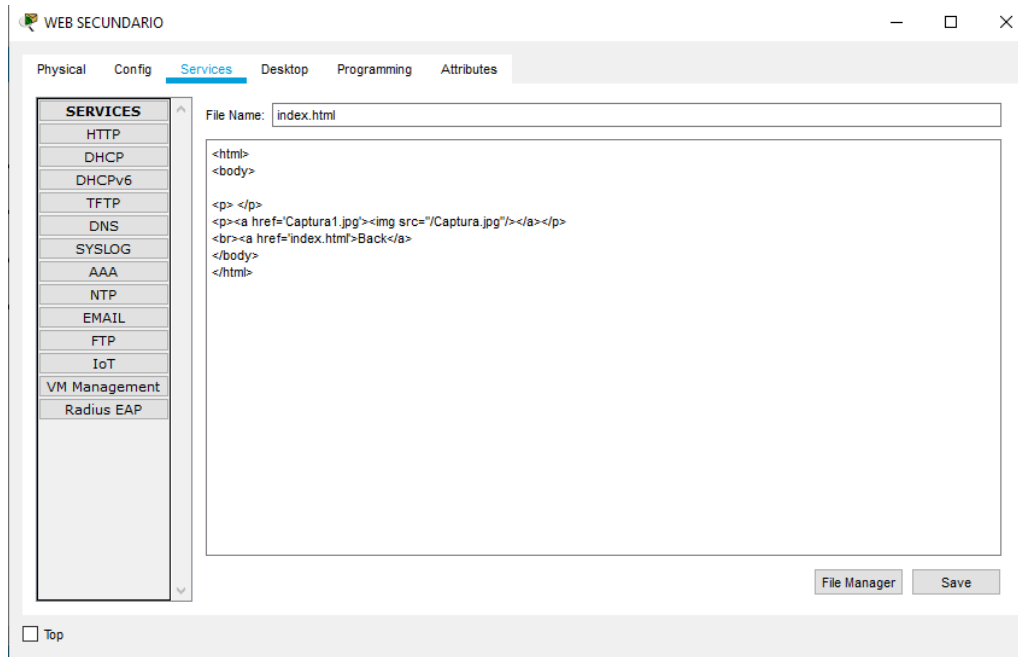 WEB SECUNDARIO
Physical Config Services Desktop Programming Attributes
SERVICES
HTTP
DHCP
DHCPv6
TFTP
DNS
SYSLOG
AAA
NTP
EMAIL
FTP
IoT
VM Management
Radius EAP
File Name: index.html
<html>
<body>
<p> </p>
<p><a href='Captura1.jpg'><img src="/Captura.jpg"/></a></p>
<br><a href='index.html'>Back</a>
</body>
</html>
File Manager Save
Top